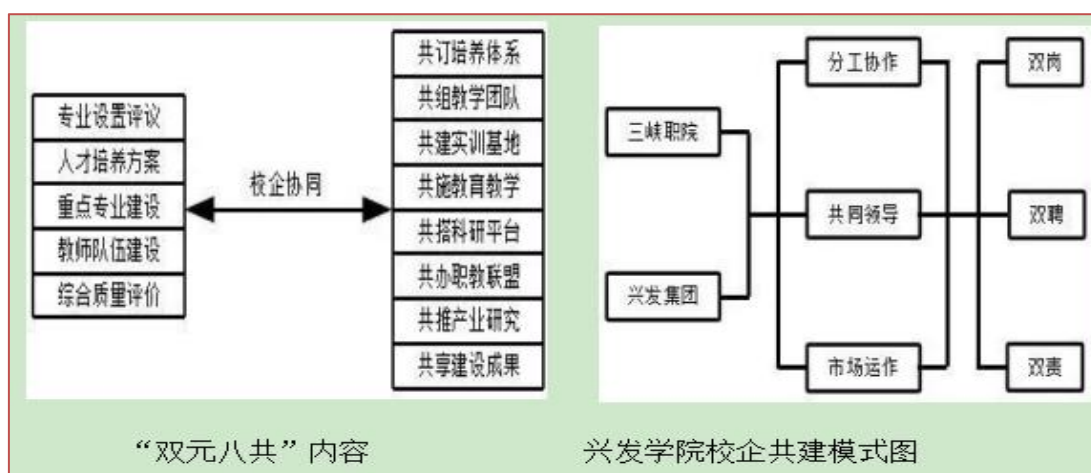 专业设置评议
人才培养方案
重点专业建设
教师队伍建设
综合质里评价
校企协同
共订培养体系
共组教学团队
共建实训基地
共施教育教学
共搭科研平台
共办职教联盟
共推产业研究
共享建设成果
“双元八共”内容
三峡职院
兴发集团
分工协作
共同领导
市场运作
双岗
双聘
双责
兴发学院校企共建模式图